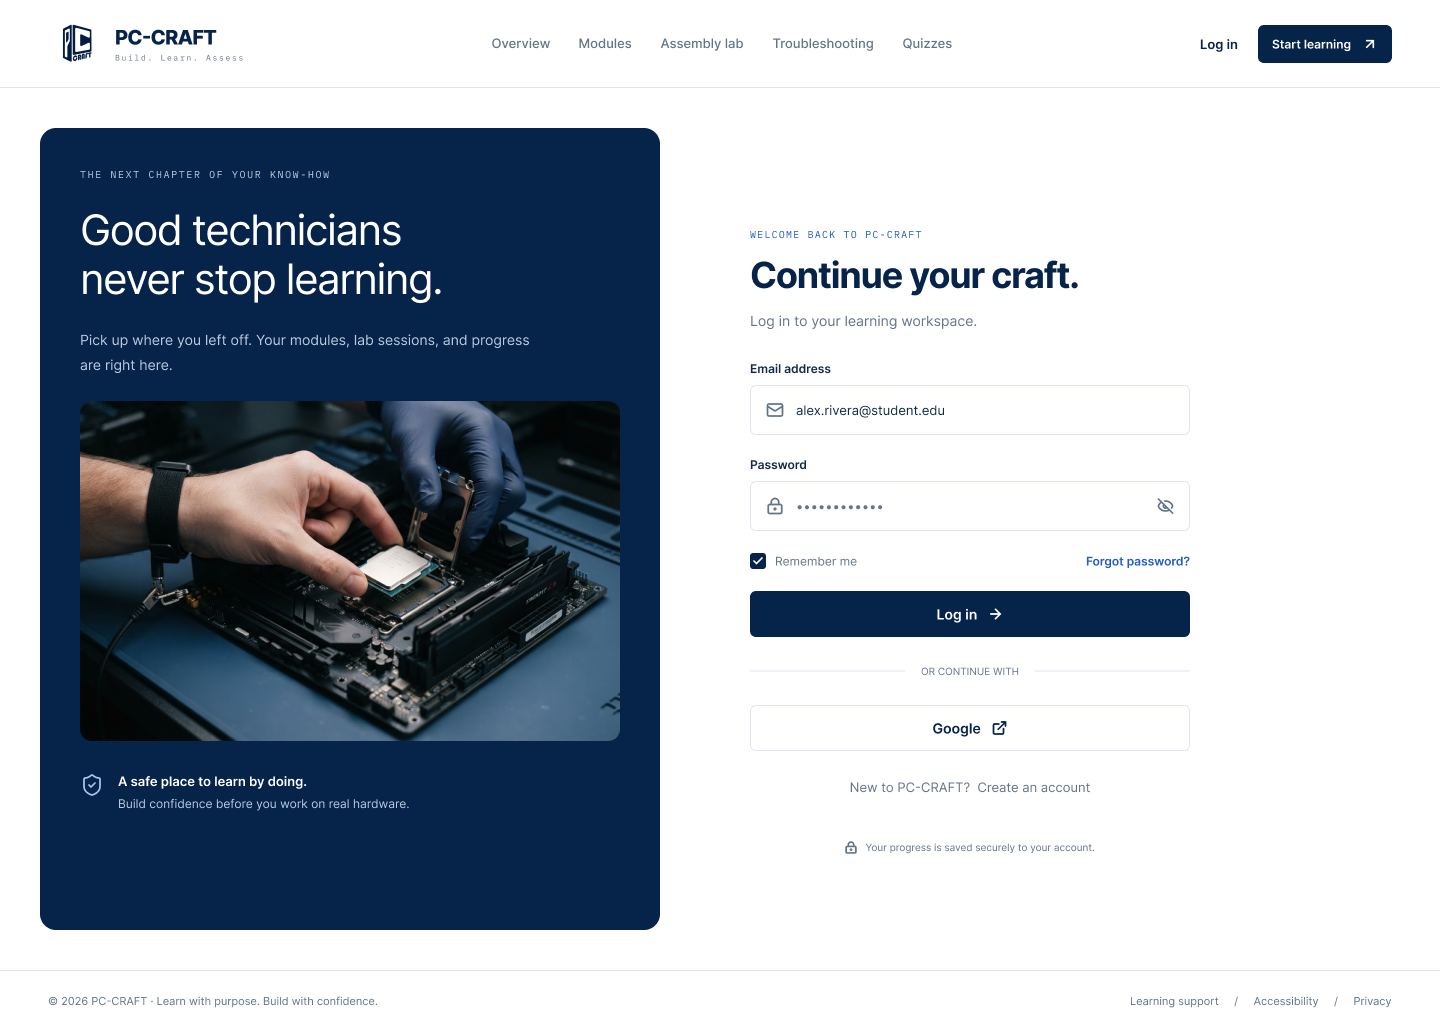 PC-CRAFT
Build. Learn. Assess
CRAFT
Overview
Modules
Assembly lab
Troubleshooting
Quizzes
Log in
Start learning
THE NEXT CHAPTER OF YOUR KNOW-HOW
Good technicians
never stop learning.
Pick up where you left off. Your modules, lab sessions, and progress
are right here.
A safe place to learn by doing.
Build confidence before you work on real hardware.
WELCOME BACK TO PC-CRAFT
Continue your craft.
Log in to your learning workspace.
Email address
alex.rivera@student.edu
Password
••••••••••••
Remember me
Forgot password?
Log in
OR CONTINUE WITH
Google
New to PC-CRAFT? Create an account
Your progress is saved securely to your account.
© 2026 PC-CRAFT · Learn with purpose. Build with confidence.
Learning support / Accessibility / Privacy